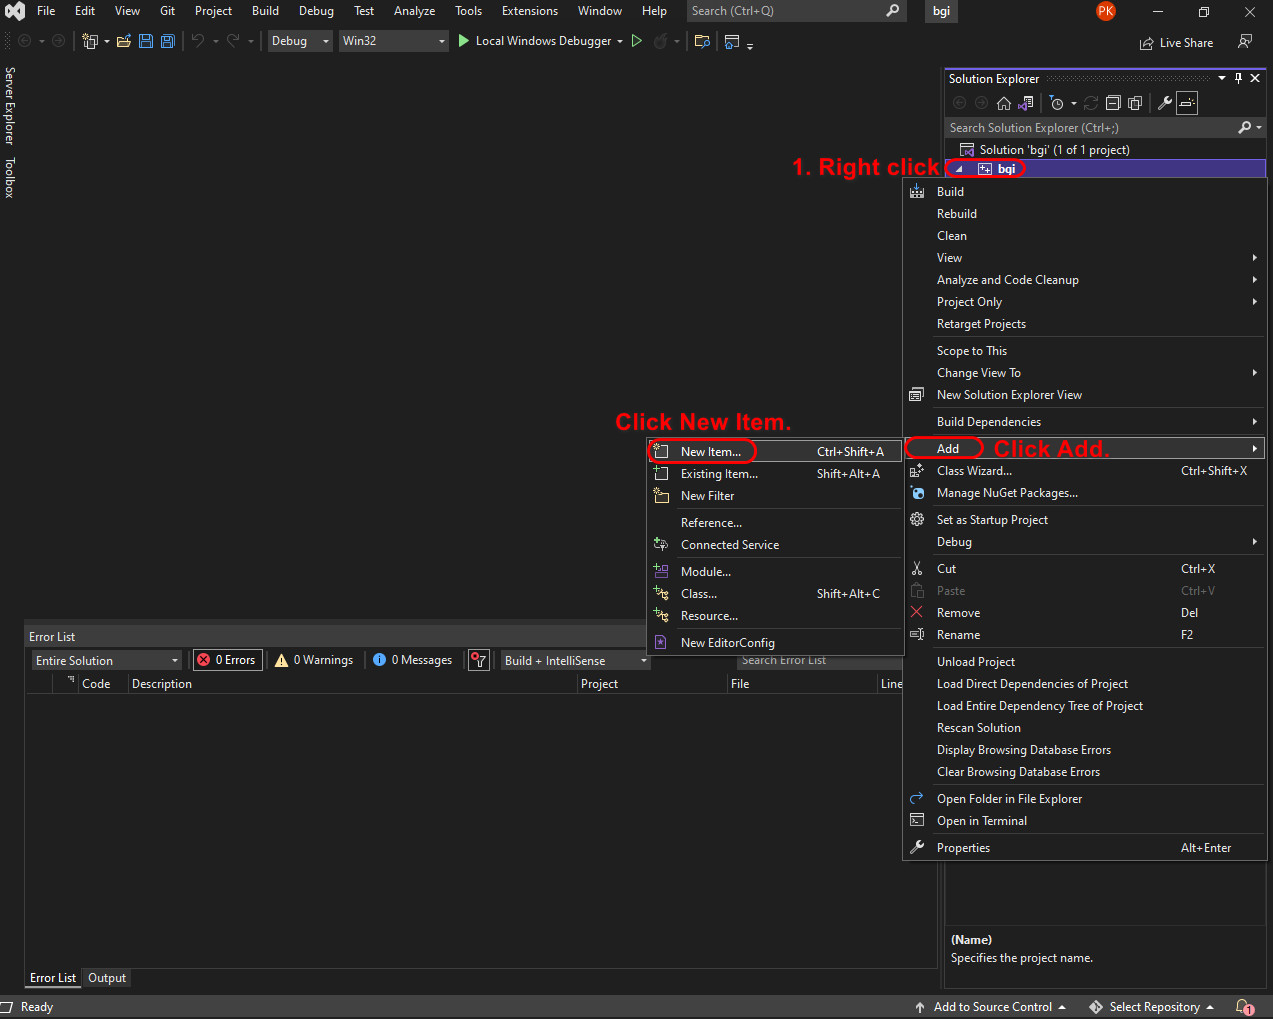 File Edit View Git Project Build Debug Test Analyze Tools Extensions Window Help Search (Ctrl+Q) bgi PK
Debug Win32 Local Windows Debugger Live Share
Server Explorer
Toolbox
Solution Explorer
Search Solution Explorer (Ctrl+;)
Solution 'bgi' (1 of 1 project)
1. Right click bgi
Build
Rebuild
Clean
View
Analyze and Code Cleanup
Project Only
Retarget Projects
Scope to This
Change View To
New Solution Explorer View
Build Dependencies
Add Click Add.
Class Wizard... Ctrl+Shift+X
Manage NuGet Packages...
Set as Startup Project
Debug
Cut Ctrl+X
Paste Ctrl+V
Remove Del
Rename F2
Unload Project
Load Direct Dependencies of Project
Load Entire Dependency Tree of Project
Rescan Solution
Display Browsing Database Errors
Clear Browsing Database Errors
Open Folder in File Explorer
Open in Terminal
Properties Alt+Enter
Click New Item.
New Item... Ctrl+Shift+A
Existing Item... Shift+Alt+A
New Filter
Reference...
Connected Service
Module...
Class... Shift+Alt+C
Resource...
New EditorConfig
Error List
Entire Solution 0 Errors 0 Warnings 0 Messages Build + IntelliSense Search Error List
Code Description Project File Line
(Name)
Specifies the project name.
Error List Output
Ready Add to Source Control Select Repository 1